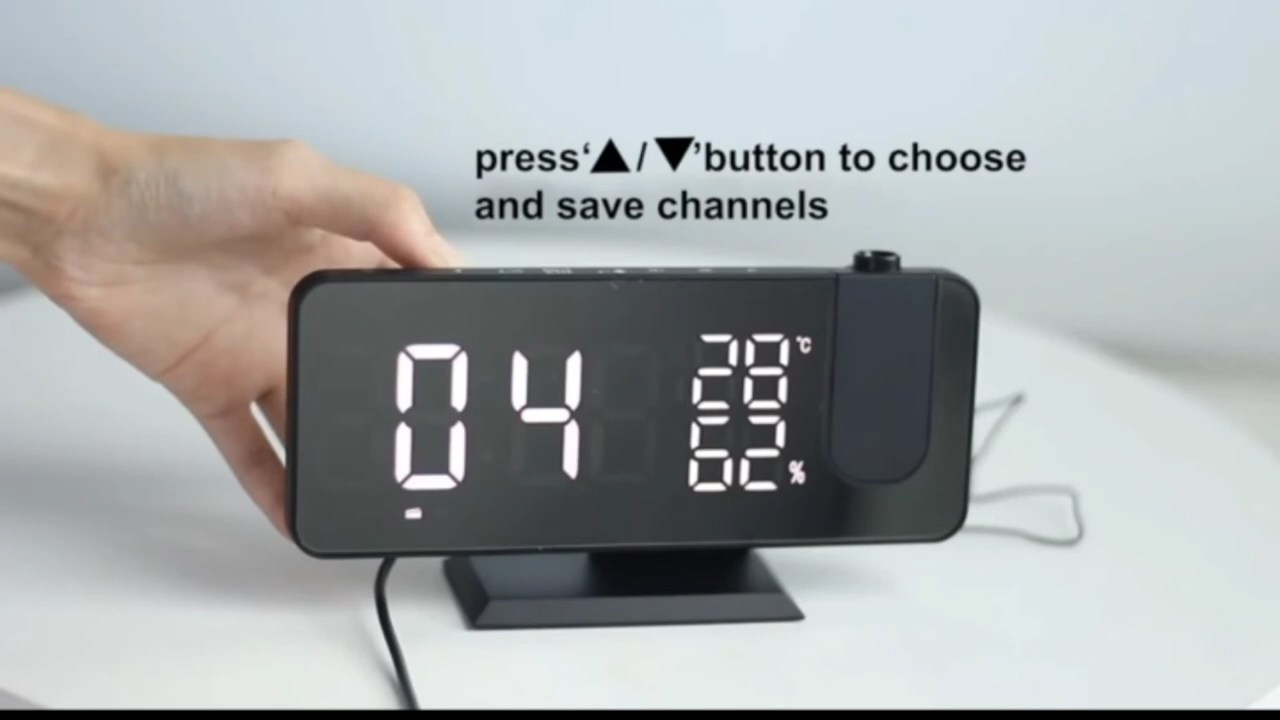 press‘▲/▼’button to choose
and save channels
04
28 °C
62 %